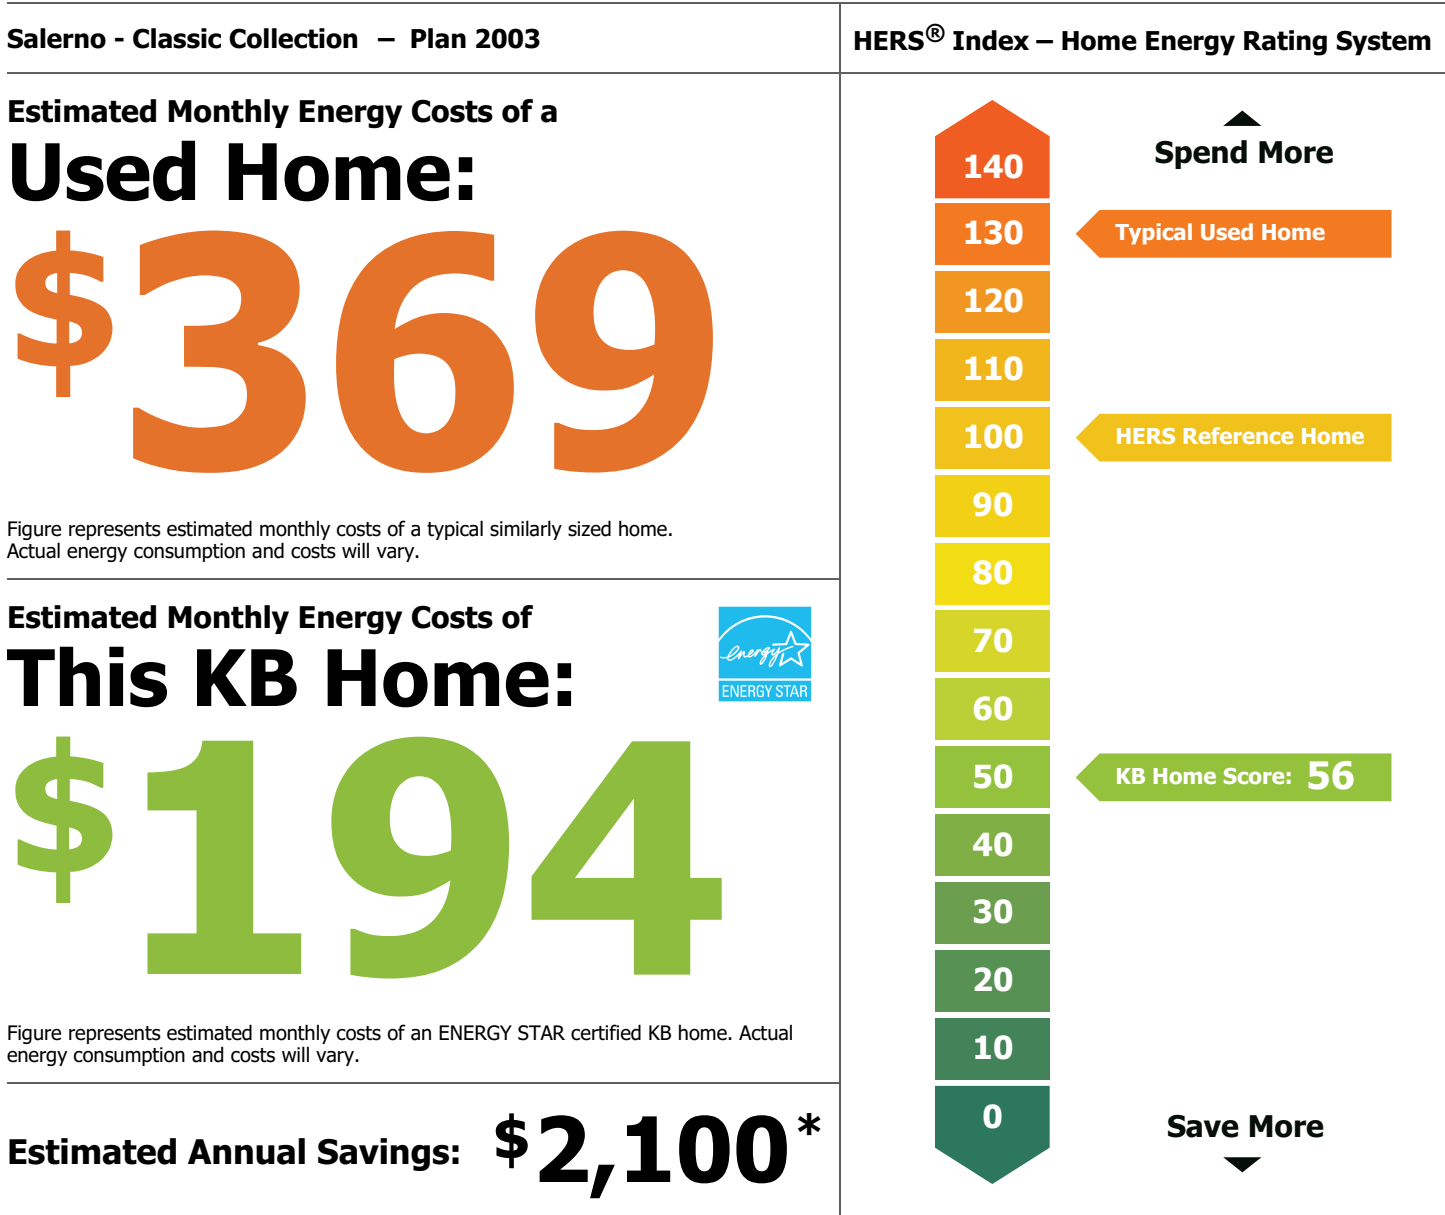 Salerno - Classic Collection – Plan 2003
Estimated Monthly Energy Costs of a
Used Home:
$369
Figure represents estimated monthly costs of a typical similarly sized home.
Actual energy consumption and costs will vary.
Estimated Monthly Energy Costs of
This KB Home:
energy
ENERGY STAR
$194
Figure represents estimated monthly costs of an ENERGY STAR certified KB home. Actual
energy consumption and costs will vary.
Estimated Annual Savings: $2,100*
HERS® Index – Home Energy Rating System
Spend More
140
130 Typical Used Home
120
110
100 HERS Reference Home
90
80
70
60
50 KB Home Score: 56
40
30
20
10
0
Save More